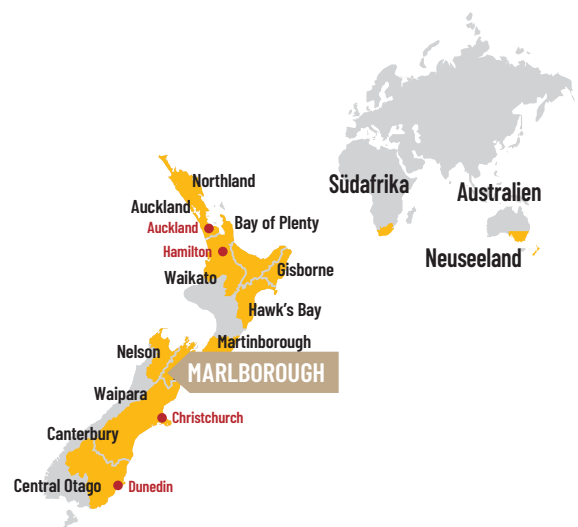 Northland
Auckland
Auckland
Bay of Plenty
Hamilton
Waikato
Gisborne
Hawk's Bay
Martinborough
Nelson
MARLBOROUGH
Waipara
Christchurch
Canterbury
Central Otago
Dunedin
Südafrika
Australien
Neuseeland